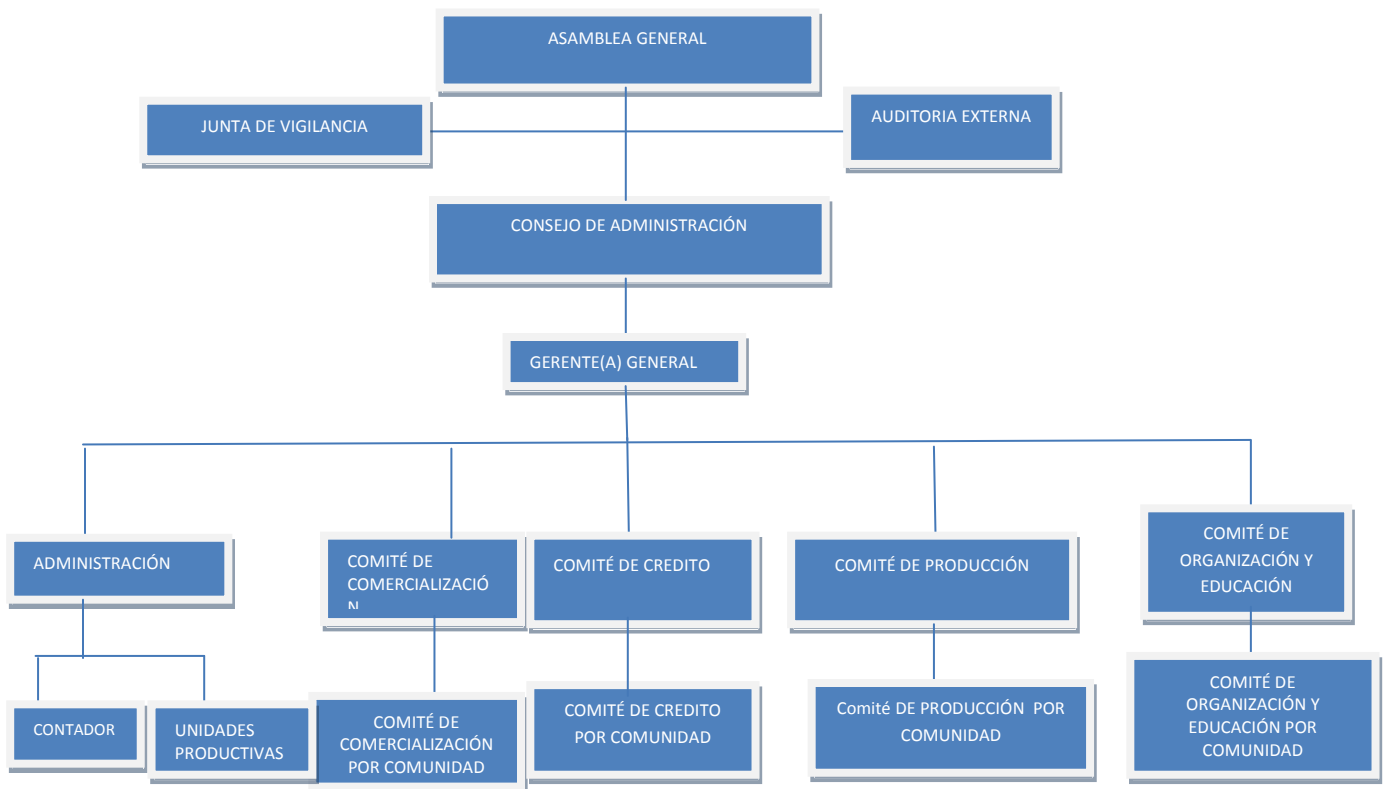 ASAMBLEA GENERAL
JUNTA DE VIGILANCIA
AUDITORIA EXTERNA
CONSEJO DE ADMINISTRACIÓN
GERENTE(A) GENERAL
ADMINISTRACIÓN
COMITÉ DE
COMERCIALIZACIÓ
N
COMITÉ DE CREDITO
COMITÉ DE PRODUCCIÓN
COMITÉ DE
ORGANIZACIÓN Y
EDUCACIÓN
CONTADOR
UNIDADES
PRODUCTIVAS
COMITÉ DE
COMERCIALIZACIÓN
POR COMUNIDAD
COMITÉ DE CREDITO
POR COMUNIDAD
Comité DE PRODUCCIÓN POR
COMUNIDAD
COMITÉ DE
ORGANIZACIÓN Y
EDUCACIÓN POR
COMUNIDAD